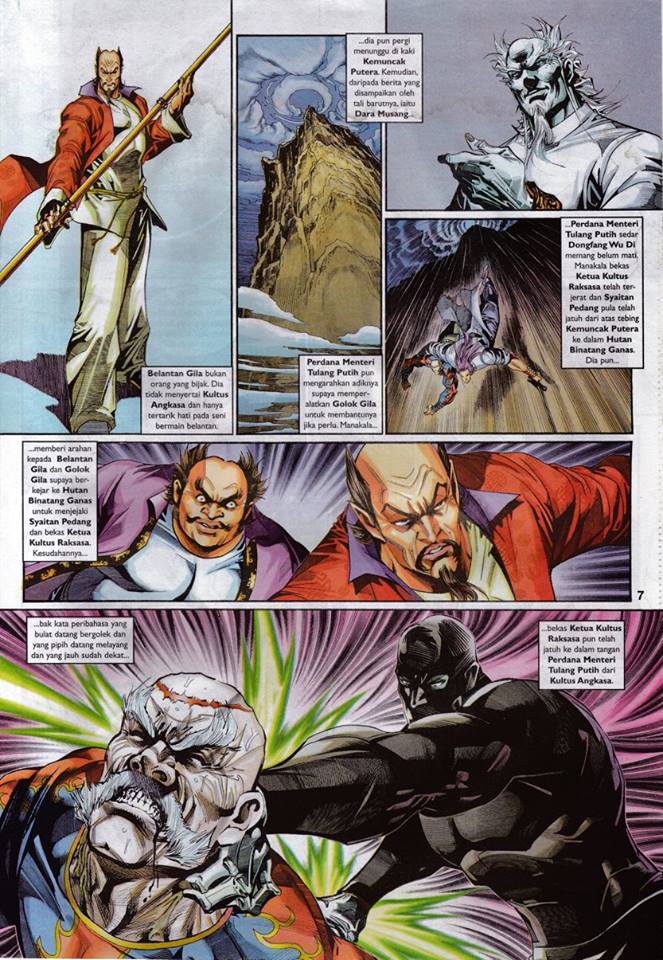 Belantan Gila bukan
orang yang bijak. Dia
tidak menyertai Kultus
Angkasa dan hanya
tertarik hati pada seni
bermain belantan.
...dia pun pergi
menunggu di kaki
Kemuncak
Putera. Kemudian,
daripada berita yang
disampaikan oleh
tali barutnya, iaitu
Dara Musang...
Perdana Menteri
Tulang Putih pun
mengarahkan adiknya
supaya memper-
alatkan Golok Gila
untuk membantunya
jika perlu. Manakala...
...Perdana Menteri
Tulang Putih sedar
Dongfang Wu Di
memang belum mati.
Manakala bekas
Ketua Kultus
Raksasa telah ter-
jerat dan Syaitan
Pedang pula telah
jatuh dari atas tebing
Kemuncak Putera
ke dalam Hutan
Binatang Ganas.
Dia pun...
...memberi arahan
kepada Belantan
Gila dan Golok
Gila supaya ber-
kejar ke Hutan
Binatang Ganas
untuk menjejaki
Syaitan Pedang
dan bekas Ketua
Kultus Raksasa.
Kesudahannya...
7
...bak kata peribahasa yang
bulat datang bergolek dan
yang pipih datang melayang
dan yang jauh sudah dekat...
...bekas Ketua Kultus
Raksasa pun telah
jatuh ke dalam tangan
Perdana Menteri
Tulang Putih dari
Kultus Angkasa.